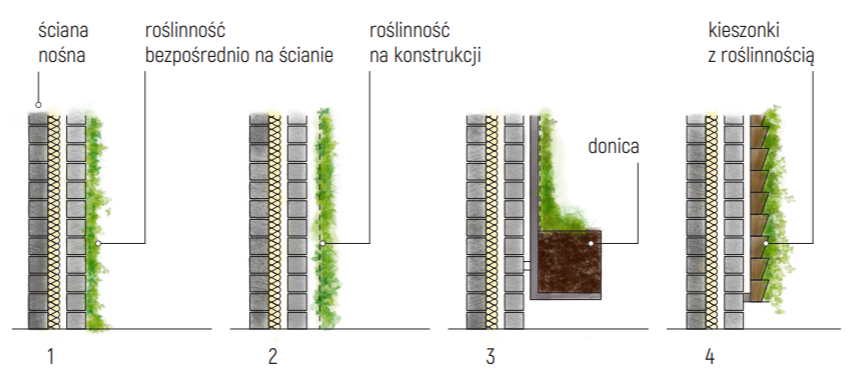 ściana
nośna
roślinność
bezpośrednio na ścianie
roślinność
na konstrukcji
donica
kieszonki
z roślinnością
1
2
3
4